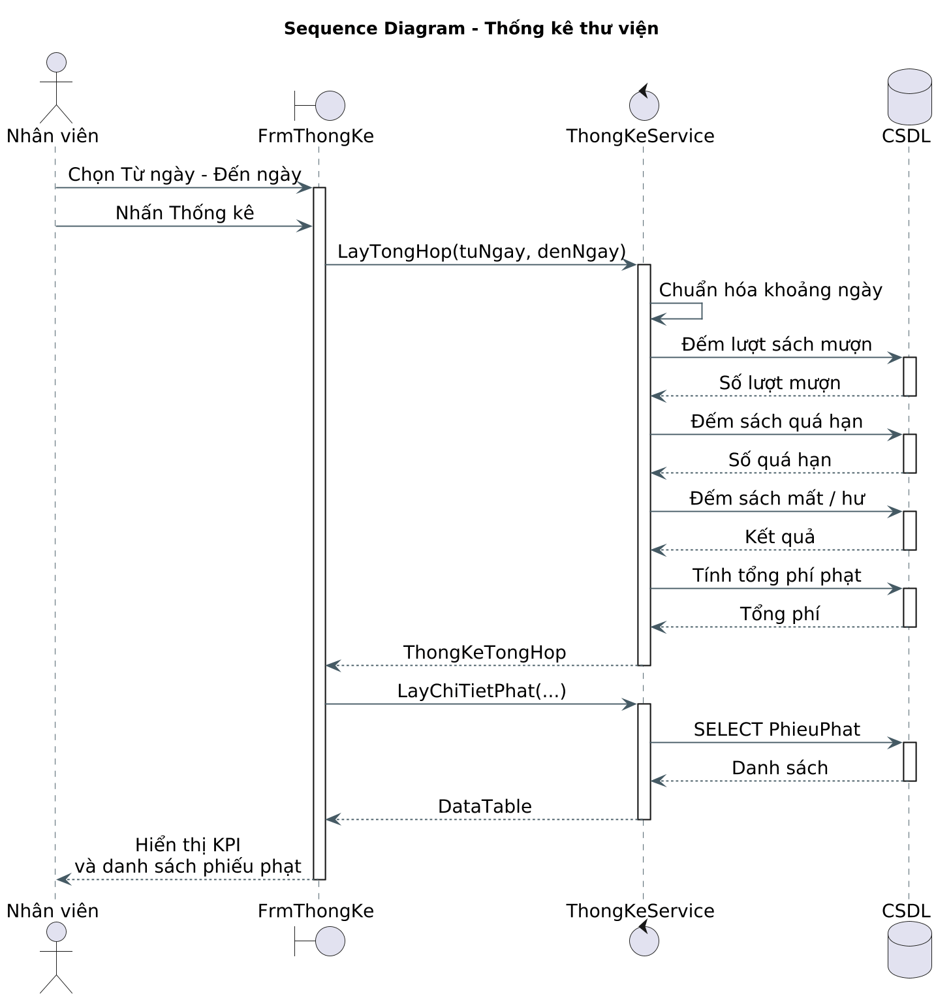 Sequence Diagram - Thống kê thư viện
Nhân viên
FrmThongKe
ThongKeService
CSDL
Chọn Từ ngày - Đến ngày
Nhấn Thống kê
LayTongHop(tuNgay, denNgay)
Chuẩn hóa khoảng ngày
Đếm lượt sách mượn
Số lượt mượn
Đếm sách quá hạn
Số quá hạn
Đếm sách mất / hư
Kết quả
Tính tổng phí phạt
Tổng phí
ThongKeTongHop
LayChiTietPhat(...)
SELECT PhieuPhat
Danh sách
DataTable
Hiển thị KPI
và danh sách phiếu phạt
Nhân viên
FrmThongKe
ThongKeService
CSDL